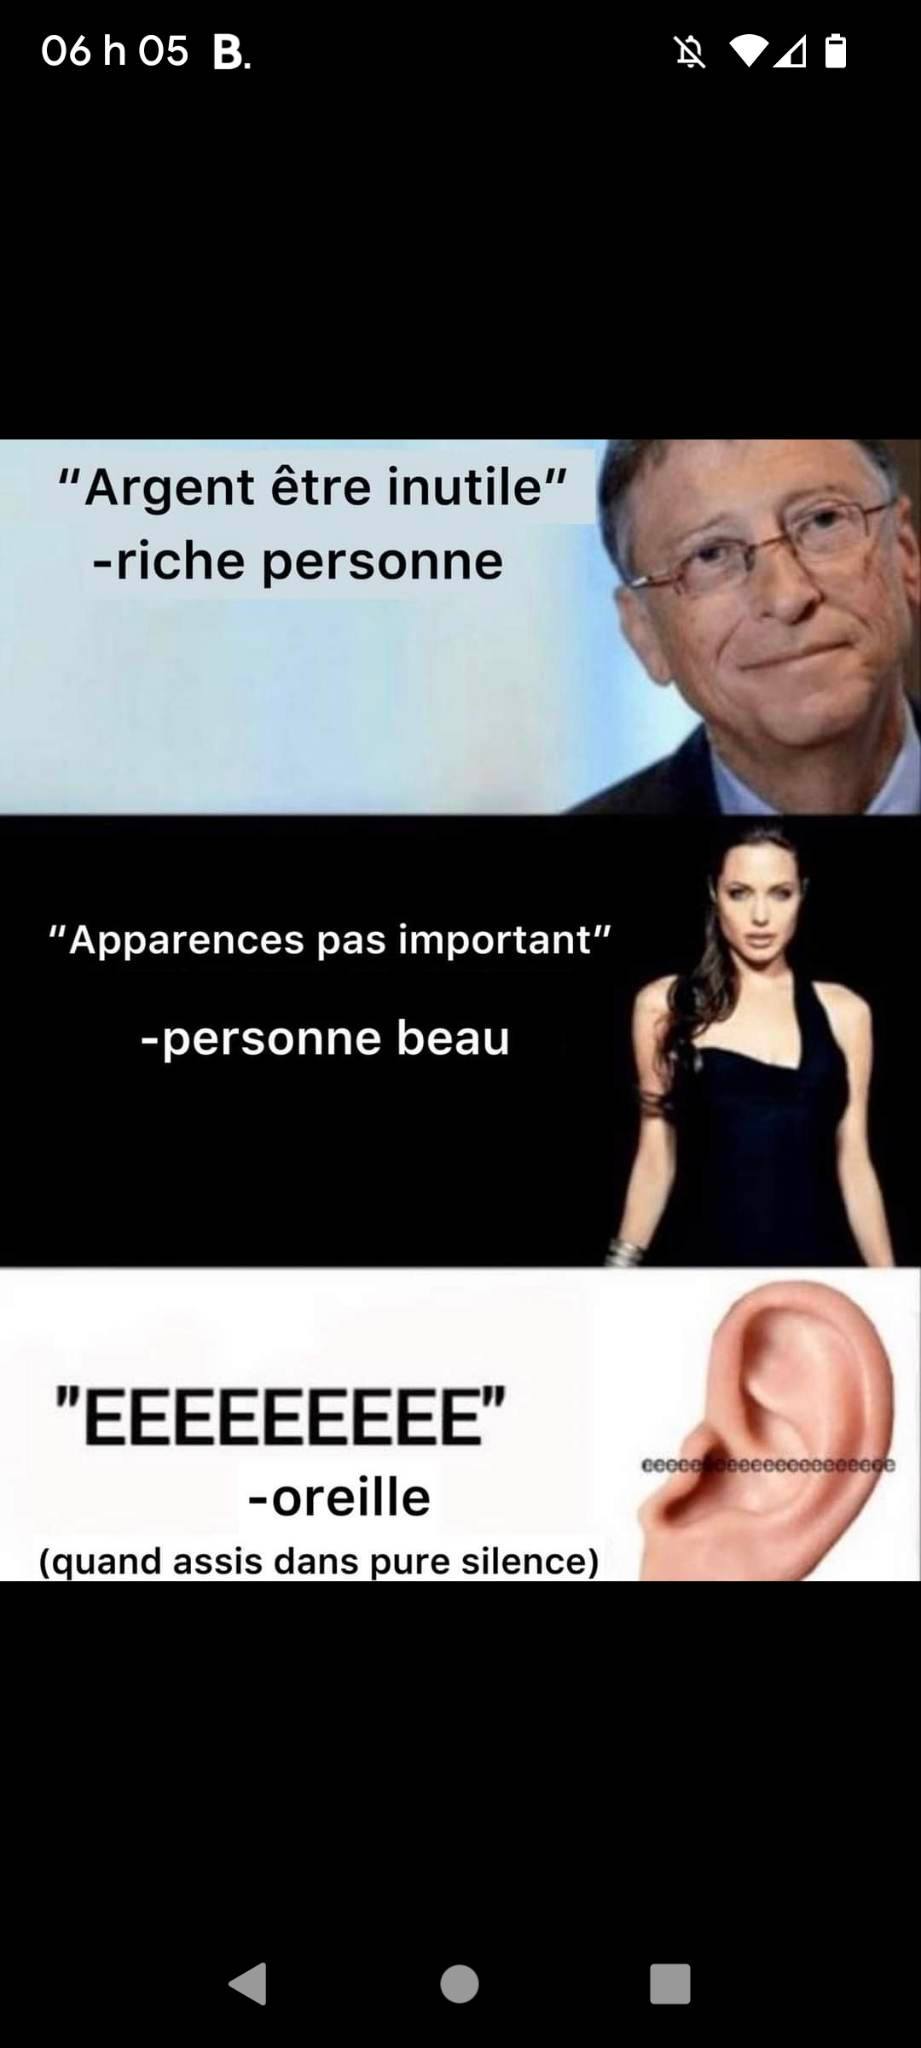 06 h 05 B.
"Argent être inutile"
-riche personne
"Apparences pas important"
-personne beau
"EEEEEEEEE"
eeeeeeeeeeeeeeeeeeeee
-oreille
(quand assis dans pure silence)